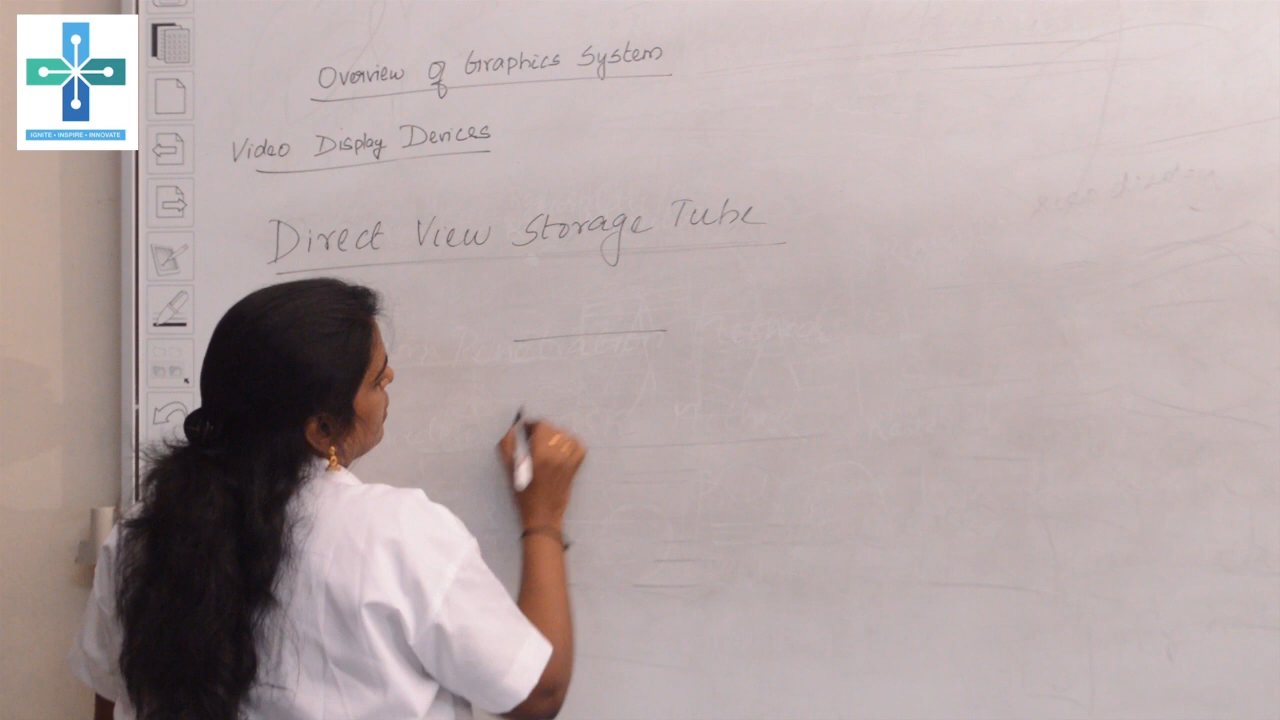 IGNITE • INSPIRE • INNOVATE
Overview of Graphics System
Video Display Devices
Direct View Storage Tube